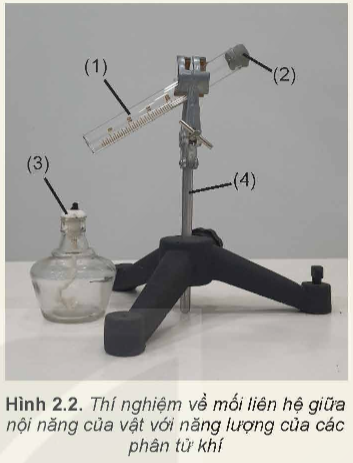 (1)
(2)
(3)
(4)
Hình 2.2. Thí nghiệm về mối liên hệ giữa
nội năng của vật với năng lượng của các
phân tử khí